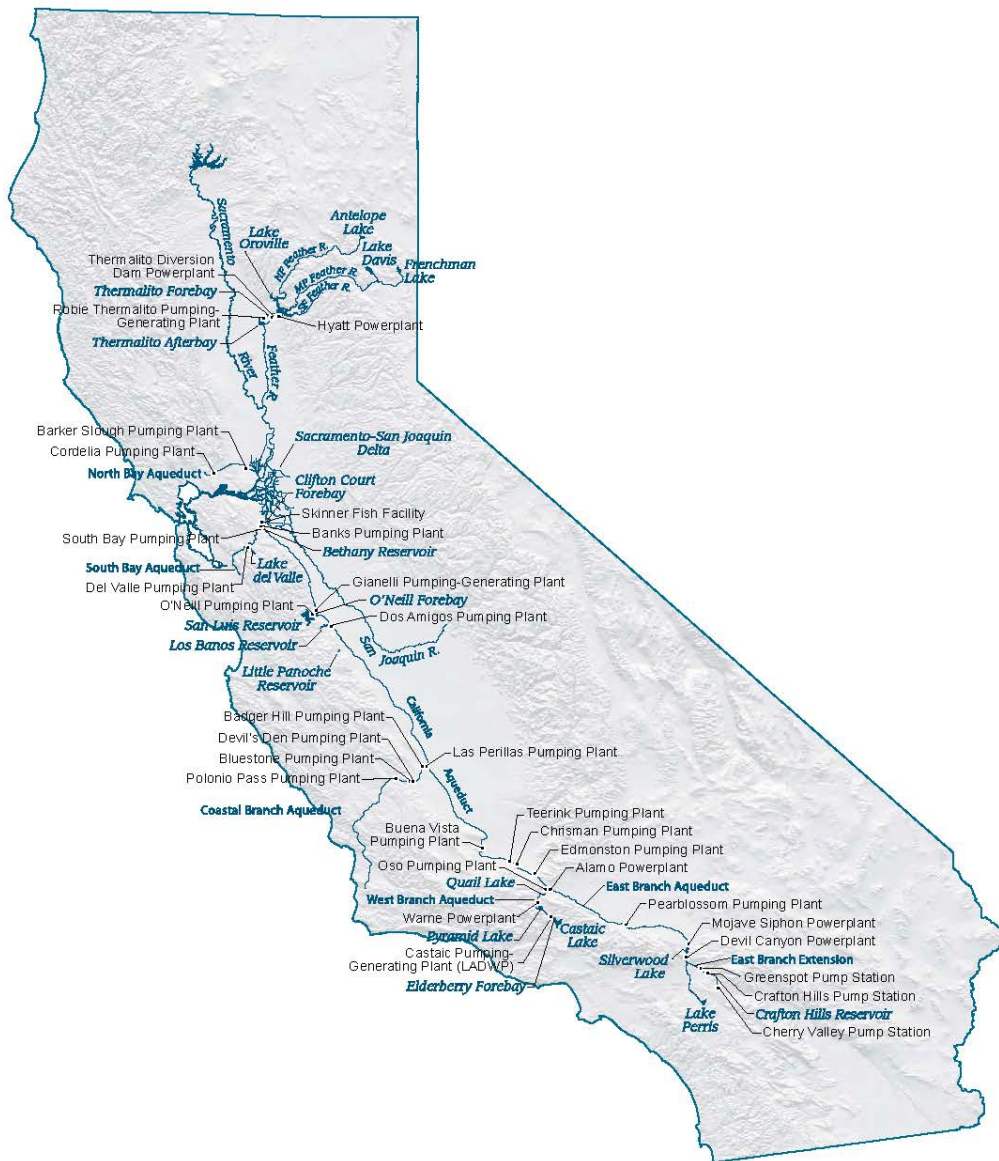 Sacramento
Lake
Oroville
Antelope
Lake
MF Feather R.
Lake
Davis
MF Feather R.
Frenchman
Lake
SF Feather R.
Thermalito Diversion
Dam Powerplant
Thermalito Forebay
Robie Thermalito Pumping-
Generating Plant
Hyatt Powerplant
Thermalito Afterbay
River
Feather R.
Barker Slough Pumping Plant
Sacramento-San Joaquin
Delta
Cordelia Pumping Plant
North Bay Aqueduct
Clifton Court
Forebay
Skinner Fish Facility
South Bay Pumping Plant
Banks Pumping Plant
Bethany Reservoir
South Bay Aqueduct
Lake
del Valle
Del Valle Pumping Plant
Gianelli Pumping-Generating Plant
O'Neill Pumping Plant
O'Neill Forebay
San Luis Reservoir
Dos Amigos Pumping Plant
Los Banos Reservoir
San
Joaquin R.
Little Panoche
Reservoir
California
Badger Hill Pumping Plant
Devil's Den Pumping Plant
Las Perillas Pumping Plant
Bluestone Pumping Plant
Polonio Pass Pumping Plant
Aqueduct
Coastal Branch Aqueduct
Buena Vista
Pumping Plant
Teerink Pumping Plant
Chrisman Pumping Plant
Edmonston Pumping Plant
Oso Pumping Plant
Alamo Powerplant
Quail Lake
East Branch Aqueduct
West Branch Aqueduct
Pearblossom Pumping Plant
Warne Powerplant
Mojave Siphon Powerplant
Pyramid Lake
Castaic
Lake
Devil Canyon Powerplant
Castaic Pumping-
Generating Plant (LADWP)
Silverwood
Lake
East Branch Extension
Greenspot Pump Station
Elderberry Forebay
Crafton Hills Pump Station
Lake
Perris
Crafton Hills Reservoir
Cherry Valley Pump Station